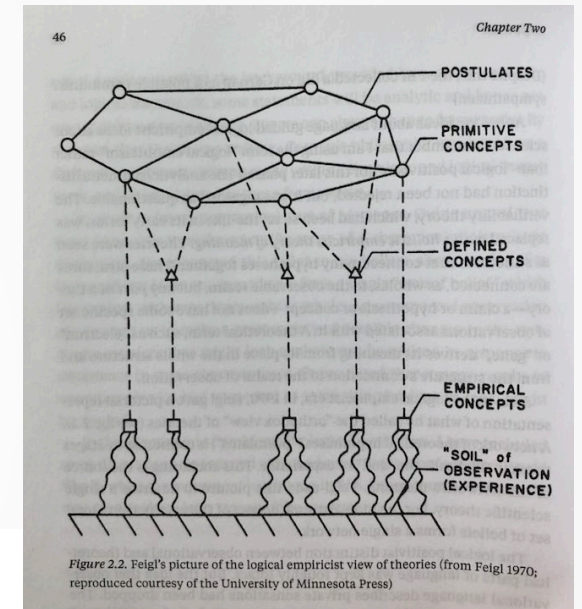 46
Chapter Two
POSTULATES
PRIMITIVE
CONCEPTS
DEFINED
CONCEPTS
EMPIRICAL
CONCEPTS
"SOIL" of
OBSERVATION
(EXPERIENCE)
Figure 2.2. Feigl's picture of the logical empiricist view of theories (from Feigl 1970;
reproduced courtesy of the University of Minnesota Press)